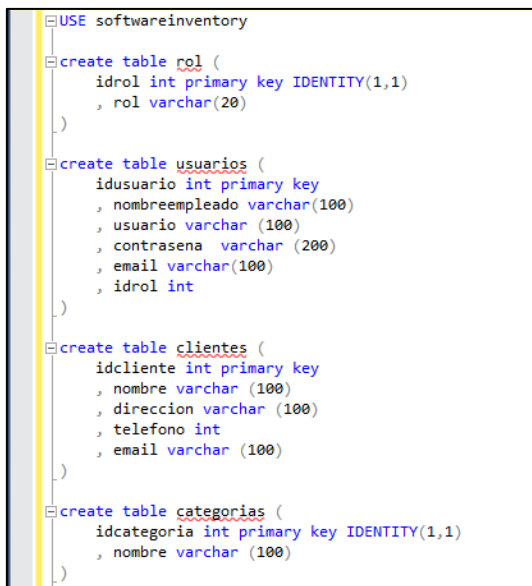 USE softwareinventory
create table rol (
idrol int primary key IDENTITY(1,1)
, rol varchar(20)
)
create table usuarios (
idusuario int primary key
, nombreempleado varchar(100)
, usuario varchar (100)
, contrasena  varchar (200)
, email varchar(100)
, idrol int
)
create table clientes (
idcliente int primary key
, nombre varchar (100)
, direccion varchar (100)
, telefono int
, email varchar (100)
)
create table categorias (
idcategoria int primary key IDENTITY(1,1)
, nombre varchar (100)
)